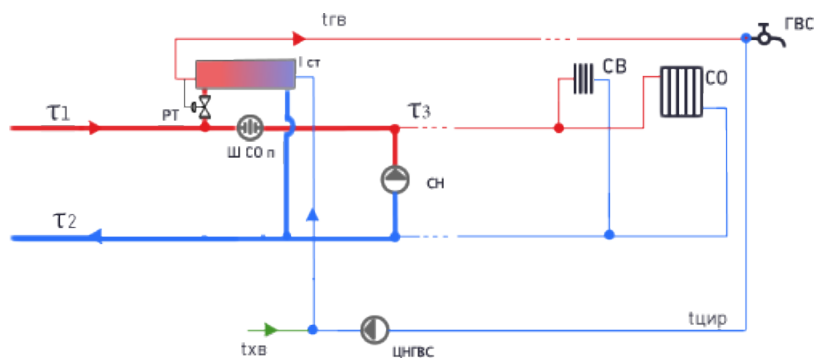 tгв
ГВС
I ст
СВ
СО
τ1
РТ
τ3
Ш СО п
СН
τ2
tцир
tхв
ЦНГВС